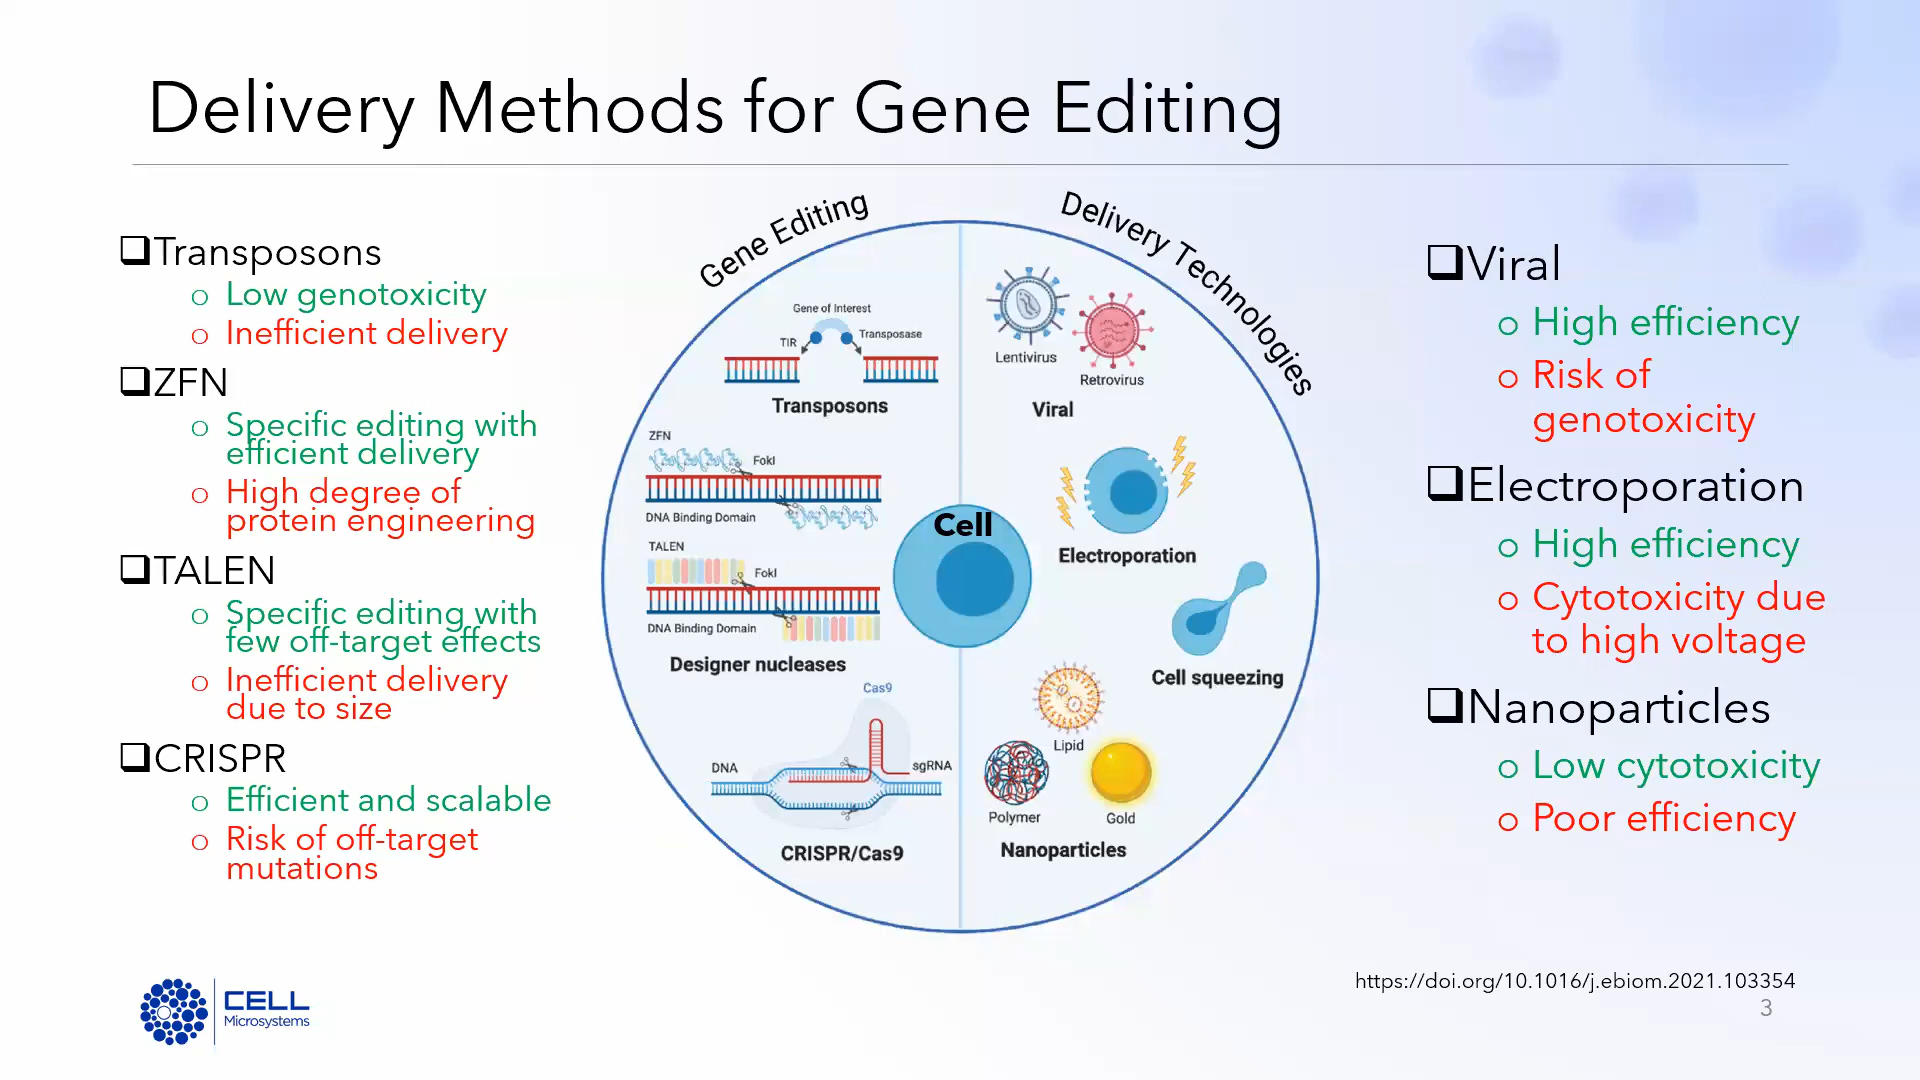 Delivery Methods for Gene Editing
❑Transposons
o Low genotoxicity
o Inefficient delivery
❑ZFN
o Specific editing with
efficient delivery
o High degree of
protein engineering
❑TALEN
o Specific editing with
few off-target effects
o Inefficient delivery
due to size
❑CRISPR
o Efficient and scalable
o Risk of off-target
mutations
Gene Editing
Gene of Interest
TIR
Transposase
Transposons
ZFN
FokI
DNA Binding Domain
TALEN
FokI
DNA Binding Domain
Designer nucleases
Cas9
DNA
sgRNA
CRISPR/Cas9
Cell
Delivery Technologies
Lentivirus
Retrovirus
Viral
Electroporation
Cell squeezing
Lipid
Polymer
Gold
Nanoparticles
❑Viral
o High efficiency
o Risk of
genotoxicity
❑Electroporation
o High efficiency
o Cytotoxicity due
to high voltage
❑Nanoparticles
o Low cytotoxicity
o Poor efficiency
CELL
Microsystems
https://doi.org/10.1016/j.ebiom.2021.103354
3